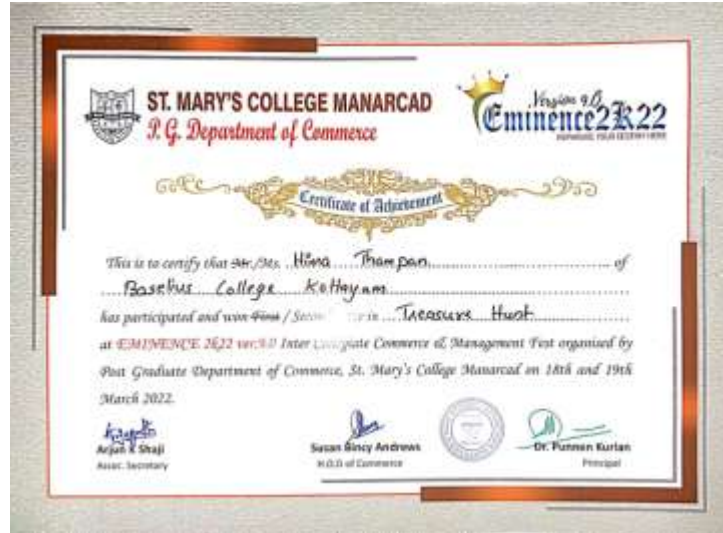 ST. MARY'S COLLEGE MANARCAD
P. G. Department of Commerce
Version 9.0
Eminence2K22
Certificate of Achievement
This is to certify that Mr./Ms. Hima Thampan of
Baselius College Kottayam
has participated and won First / in Treasure Hunt
at EMINENCE 2k22 ver:9.0 Inter Collegiate Commerce & Management Fest organised by
Post Graduate Department of Commerce, St. Mary's College Manarcad on 18th and 19th
March 2022.
Arjun K Shaji
Assoc. Secretary
Susan Bincy Andrews
H.O.D of Commerce
Dr. Punnen Kurian
Principal